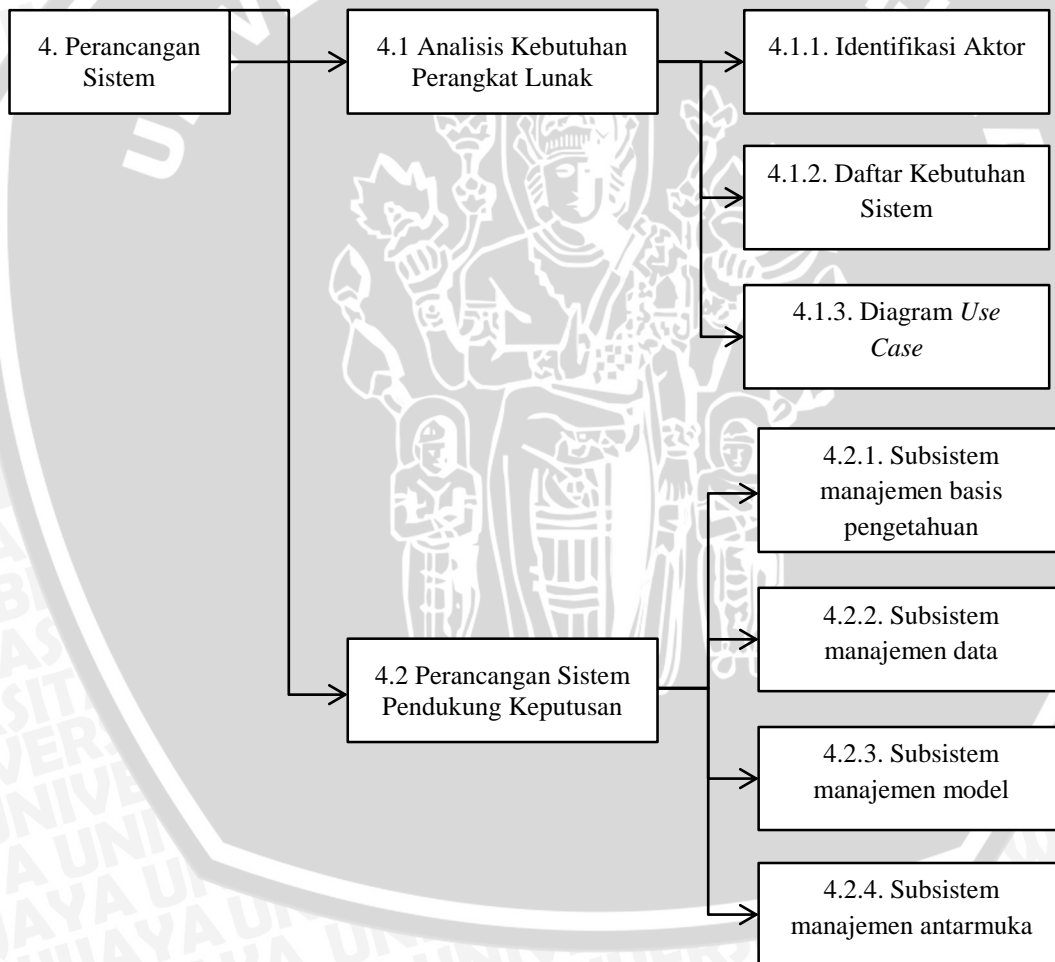 4. Perancangan
Sistem
4.1 Analisis Kebutuhan
Perangkat Lunak
4.1.1. Identifikasi Aktor
4.1.2. Daftar Kebutuhan
Sistem
4.1.3. Diagram Use
Case
4.2 Perancangan Sistem
Pendukung Keputusan
4.2.1. Subsistem
manajemen basis
pengetahuan
4.2.2. Subsistem
manajemen data
4.2.3. Subsistem
manajemen model
4.2.4. Subsistem
manajemen antarmuka